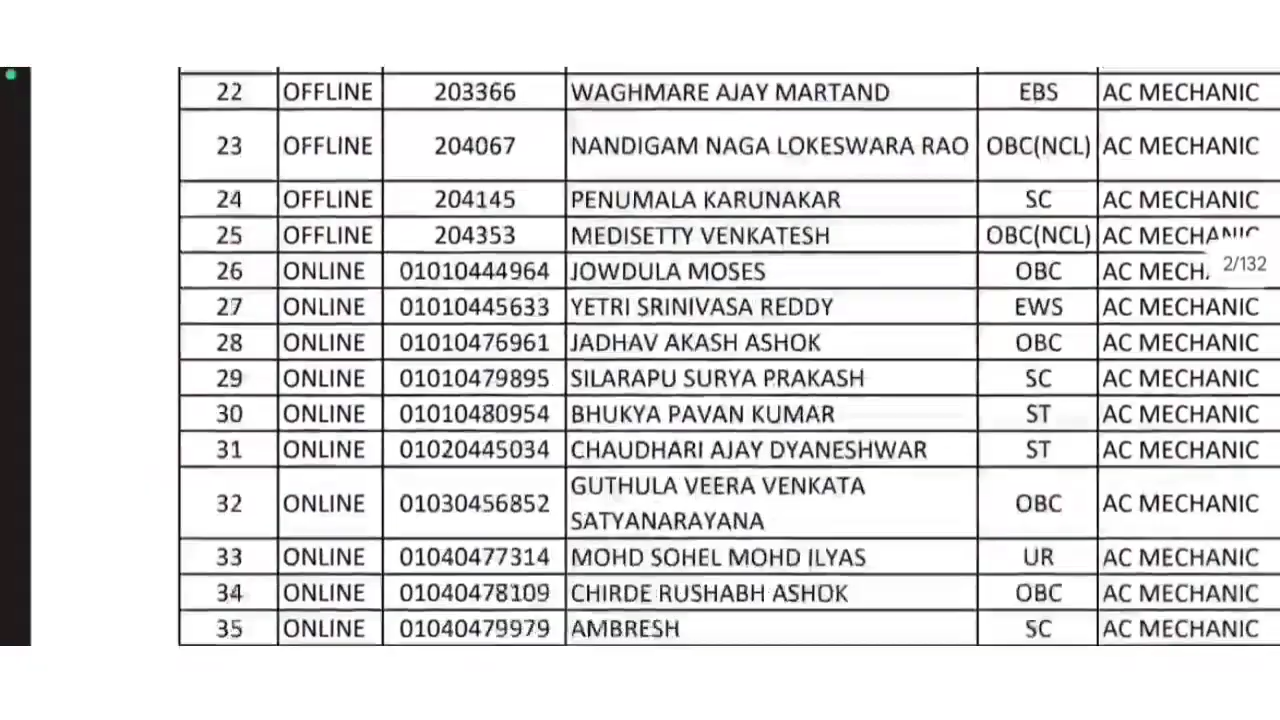 22 OFFLINE 203366 WAGHMARE AJAY MARTAND EBS AC MECHANIC
23 OFFLINE 204067 NANDIGAM NAGA LOKESWARA RAO OBC(NCL) AC MECHANIC
24 OFFLINE 204145 PENUMALA KARUNAKAR SC AC MECHANIC
25 OFFLINE 204353 MEDISETTY VENKATESH OBC(NCL) AC MECHANIC
2/132
26 ONLINE 01010444964 JOWDULA MOSES OBC AC MECH
27 ONLINE 01010445633 YETRI SRINIVASA REDDY EWS AC MECHANIC
28 ONLINE 01010476961 JADHAV AKASH ASHOK OBC AC MECHANIC
29 ONLINE 01010479895 SILARAPU SURYA PRAKASH SC AC MECHANIC
30 ONLINE 01010480954 BHUKYA PAVAN KUMAR ST AC MECHANIC
31 ONLINE 01020445034 CHAUDHARI AJAY DYANESHWAR ST AC MECHANIC
32 ONLINE 01030456852 GUTHULA VEERA VENKATA
SATYANARAYANA OBC AC MECHANIC
33 ONLINE 01040477314 MOHD SOHEL MOHD ILYAS UR AC MECHANIC
34 ONLINE 01040478109 CHIRDE RUSHABH ASHOK OBC AC MECHANIC
35 ONLINE 01040479979 AMBRESH SC AC MECHANIC